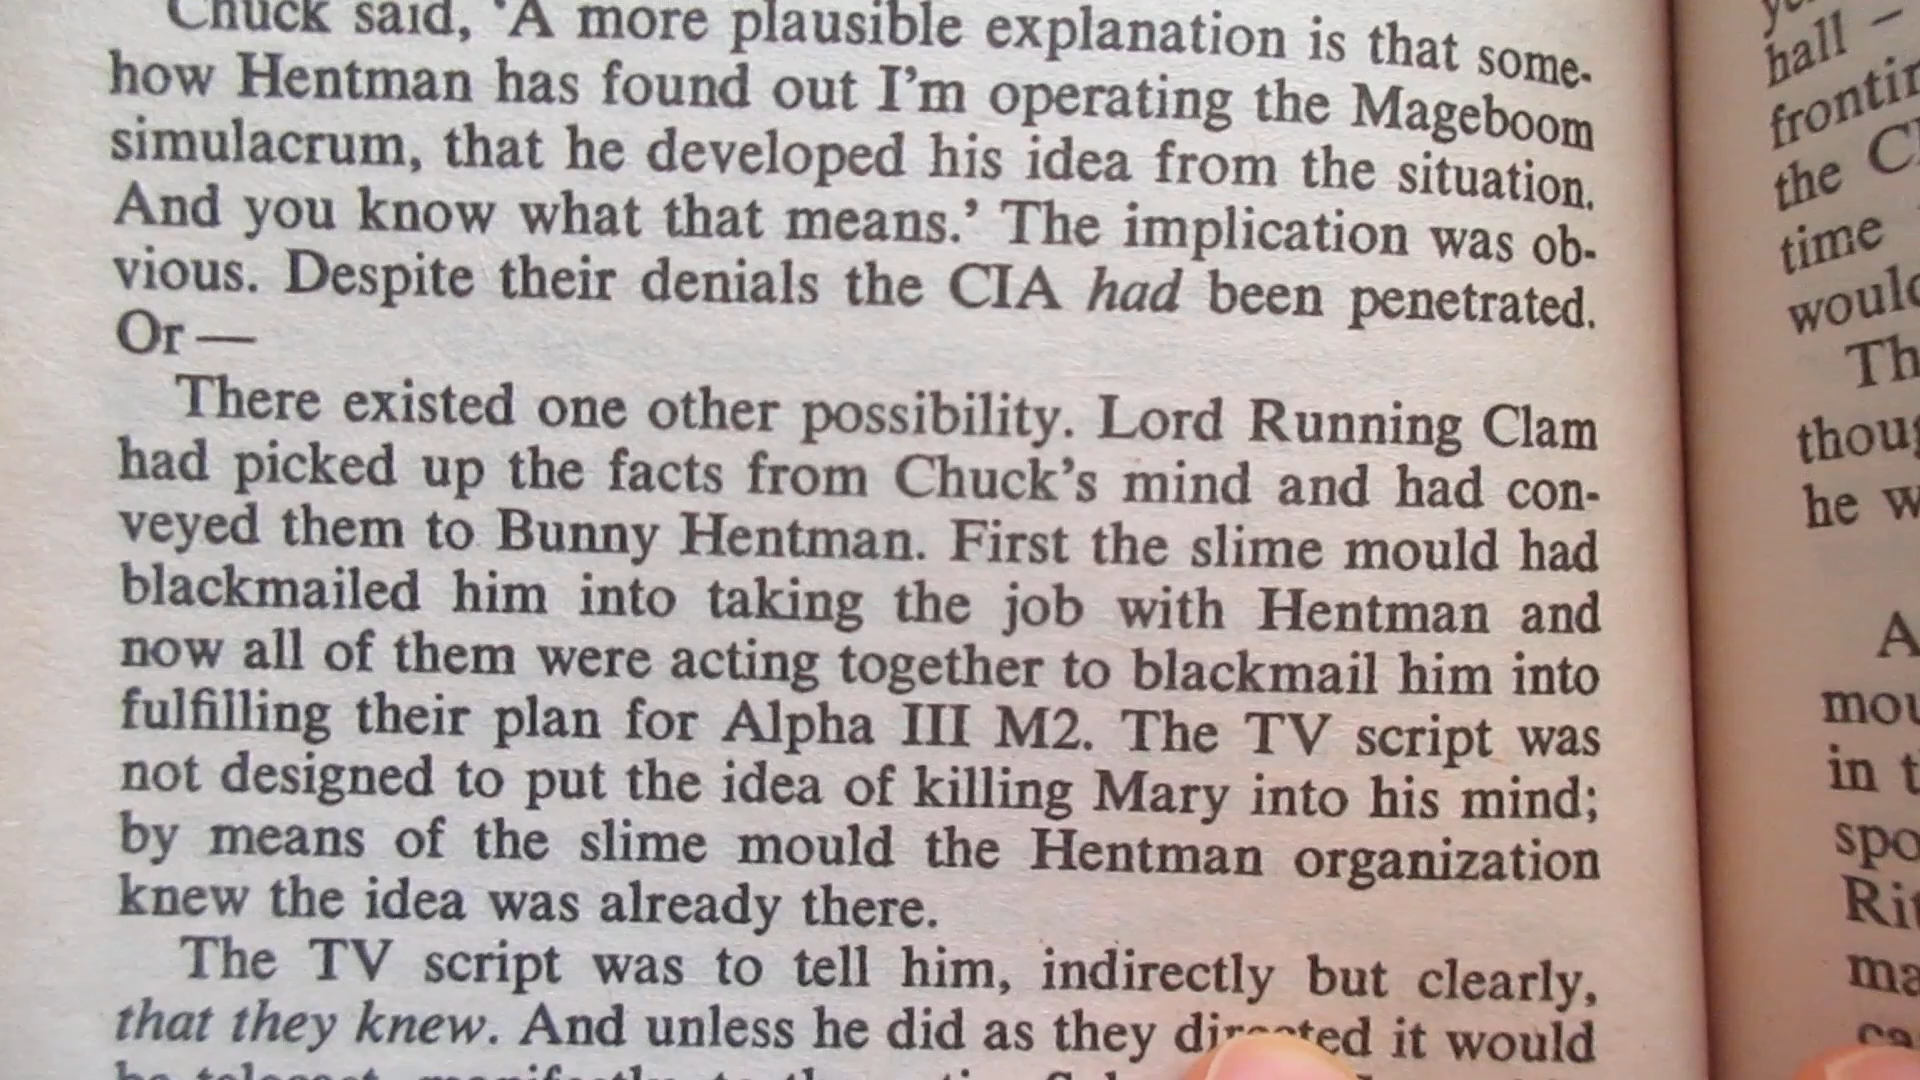 Chuck said, 'A more plausible explanation is that some-
how Hentman has found out I'm operating the Mageboom
simulacrum, that he developed his idea from the situation.
And you know what that means.' The implication was ob-
vious. Despite their denials the CIA had been penetrated.
Or —
There existed one other possibility. Lord Running Clam
had picked up the facts from Chuck's mind and had con-
veyed them to Bunny Hentman. First the slime mould had
blackmailed him into taking the job with Hentman and
now all of them were acting together to blackmail him into
fulfilling their plan for Alpha III M2. The TV script was
not designed to put the idea of killing Mary into his mind;
by means of the slime mould the Hentman organization
knew the idea was already there.
The TV script was to tell him, indirectly but clearly,
that they knew. And unless he did as they directed it would
hall –
the
time
Th
he w
A
in t